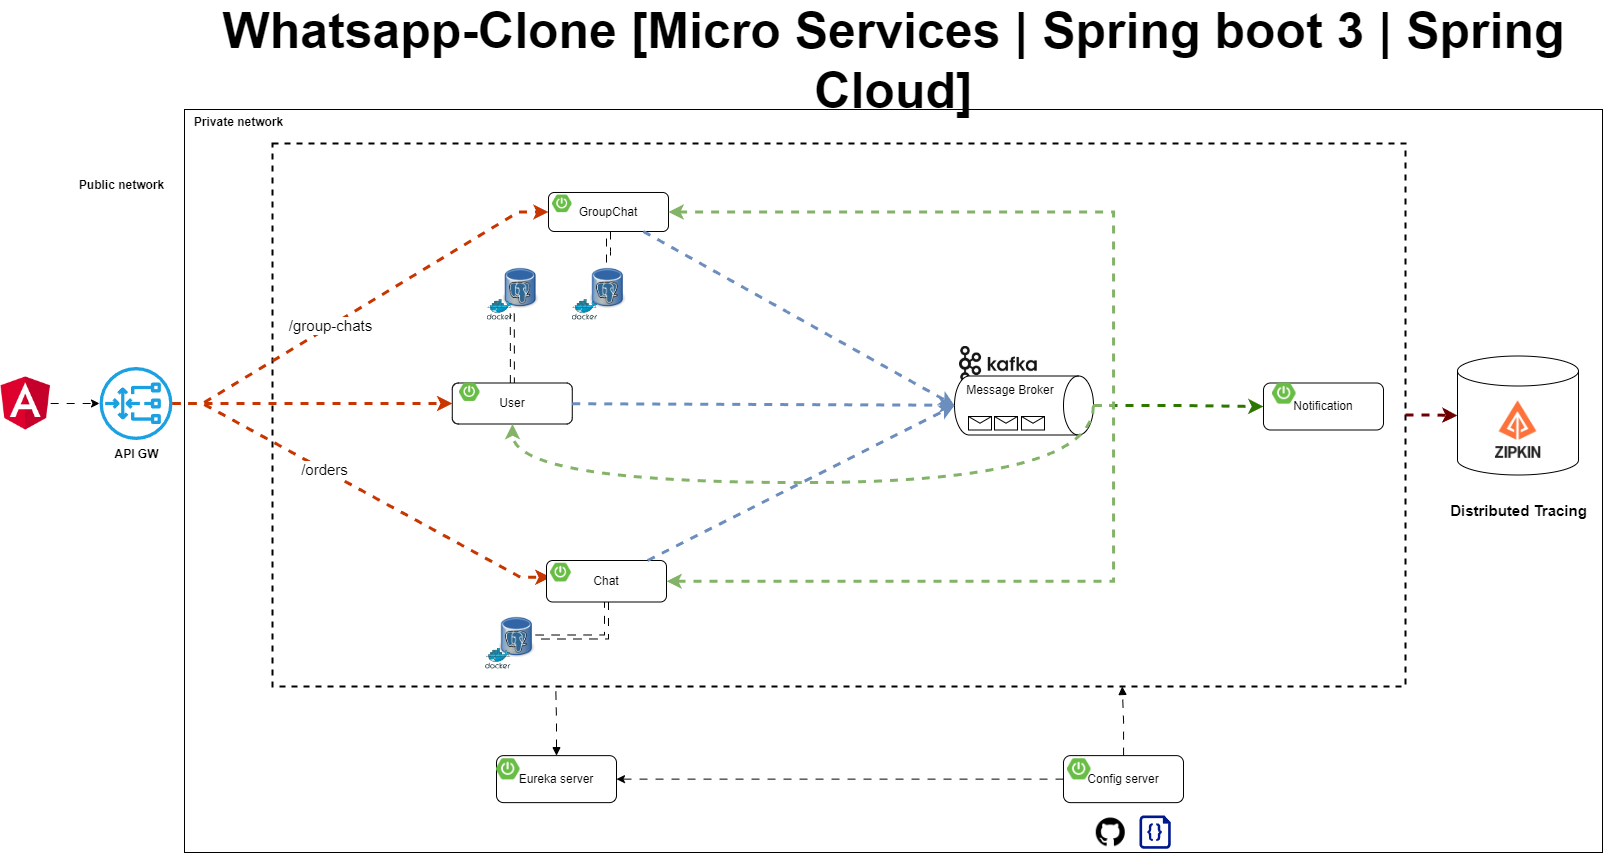 Whatsapp-Clone [Micro Services | Spring boot 3 | Spring
Cloud]
Private network
Public network
GroupChat
docker
docker
/group-chats
kafka
Message Broker
User
Notification
API GW
ZIPKIN
/orders
Distributed Tracing
Chat
docker
Eureka server
Config server
{}